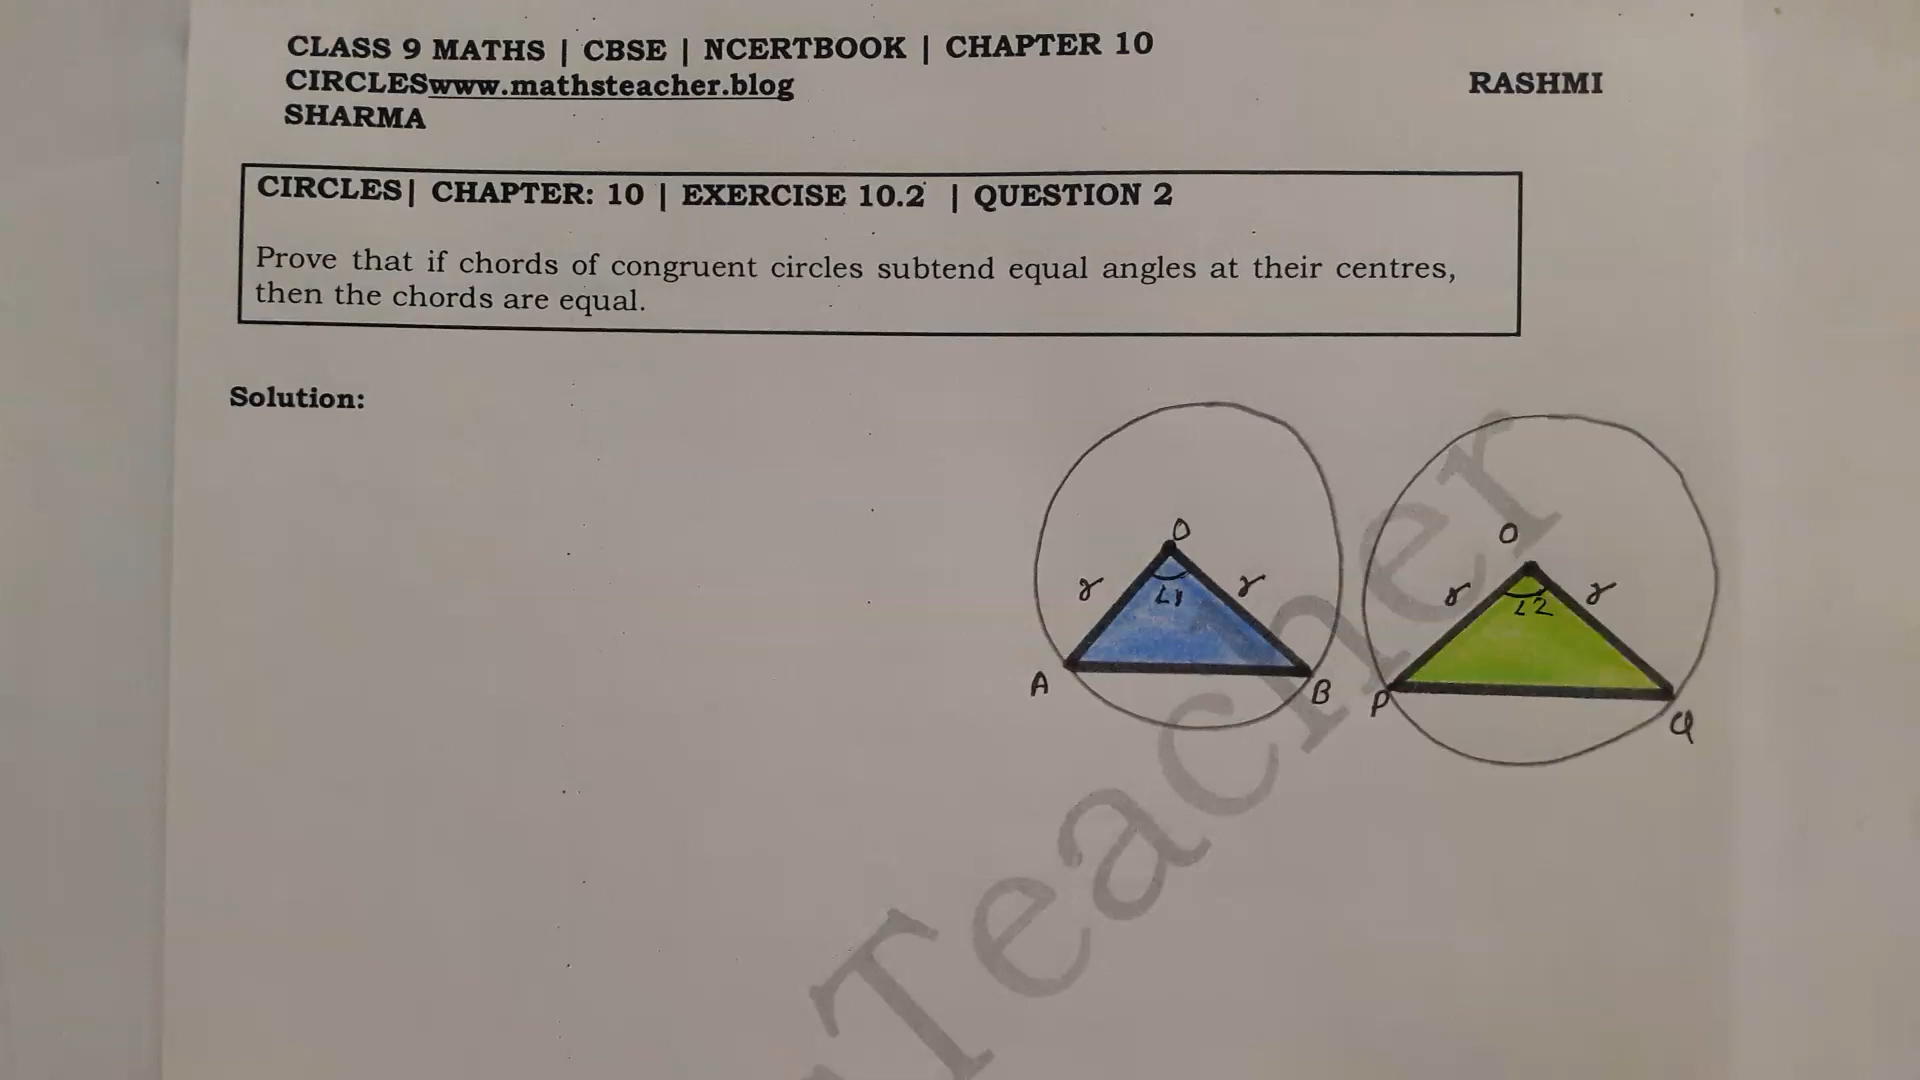 CLASS 9 MATHS | CBSE | NCERTBOOK | CHAPTER 10
CIRCLESwww.mathsteacher.blog RASHMI
SHARMA
CIRCLES| CHAPTER: 10 | EXERCISE 10.2 | QUESTION 2
Prove that if chords of congruent circles subtend equal angles at their centres,
then the chords are equal.
Solution:
O
r r
∠1
A B
O
r r
∠2
P Q
Teacher